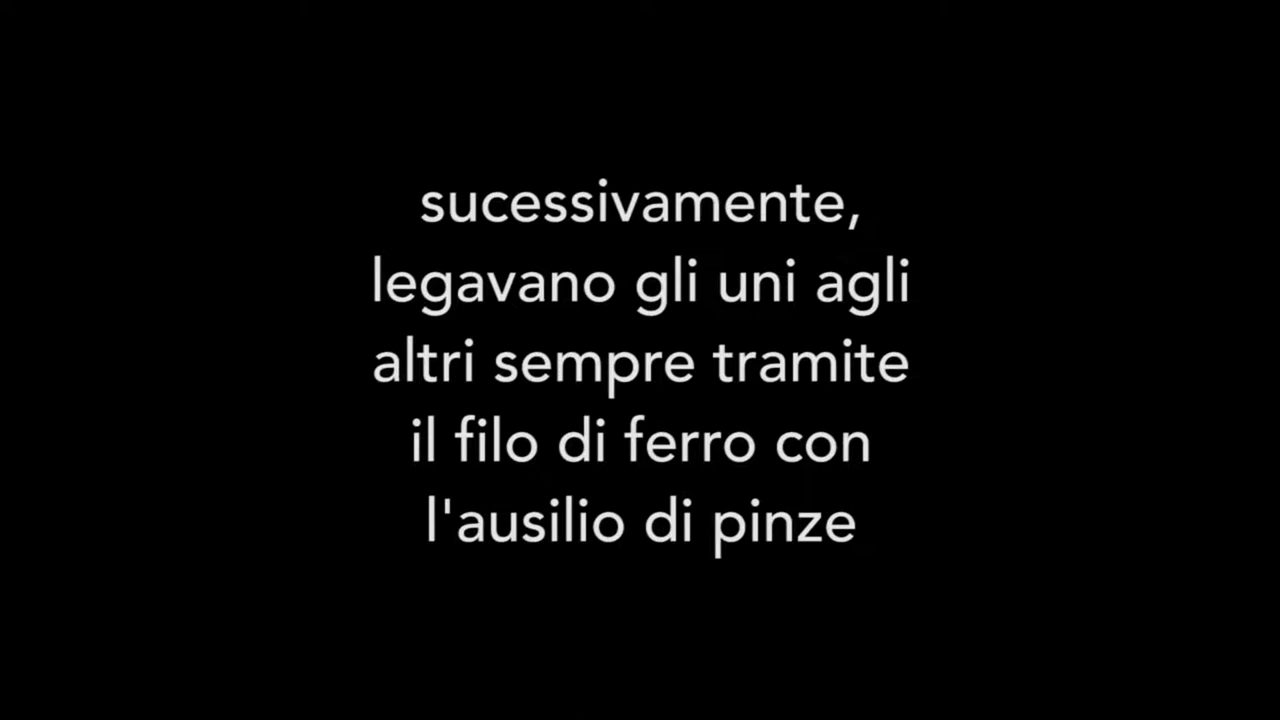 sucessivamente,
legavano gli uni agli
altri sempre tramite
il filo di ferro con
l'ausilio di pinze